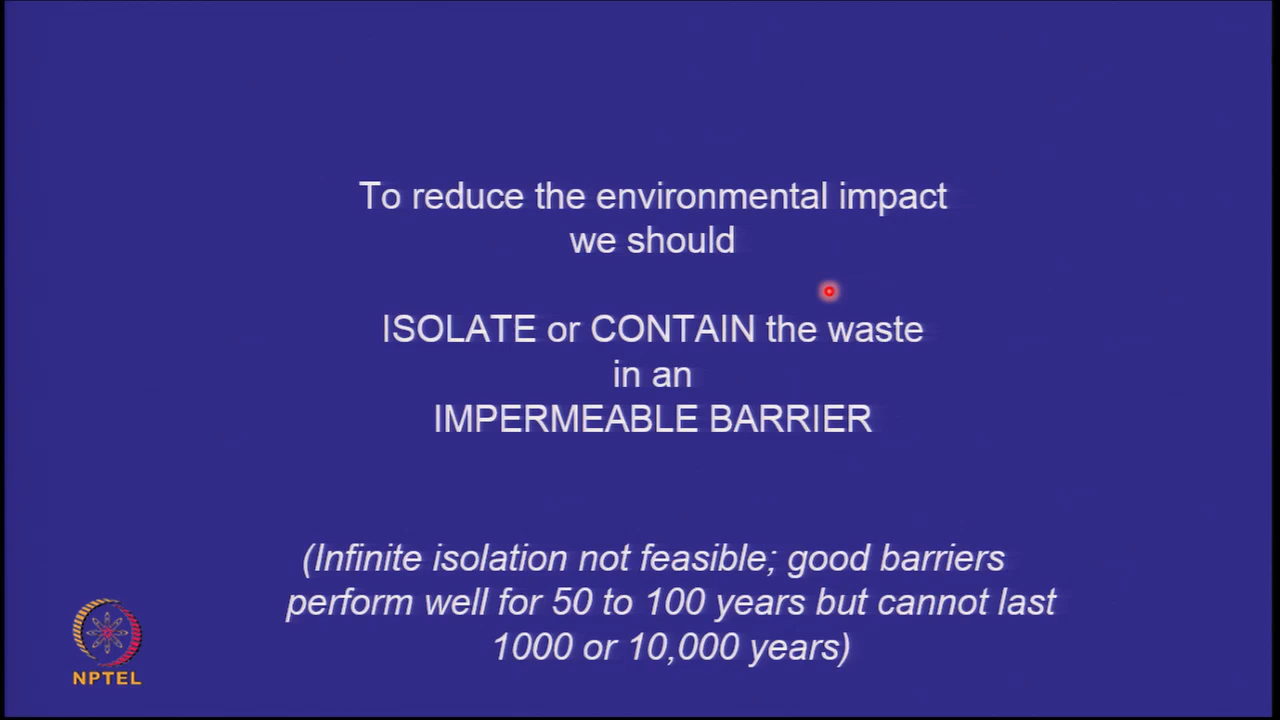 To reduce the environmental impact
we should
ISOLATE or CONTAIN the waste
in an
IMPERMEABLE BARRIER
(Infinite isolation not feasible; good barriers
perform well for 50 to 100 years but cannot last
1000 or 10,000 years)
NPTEL